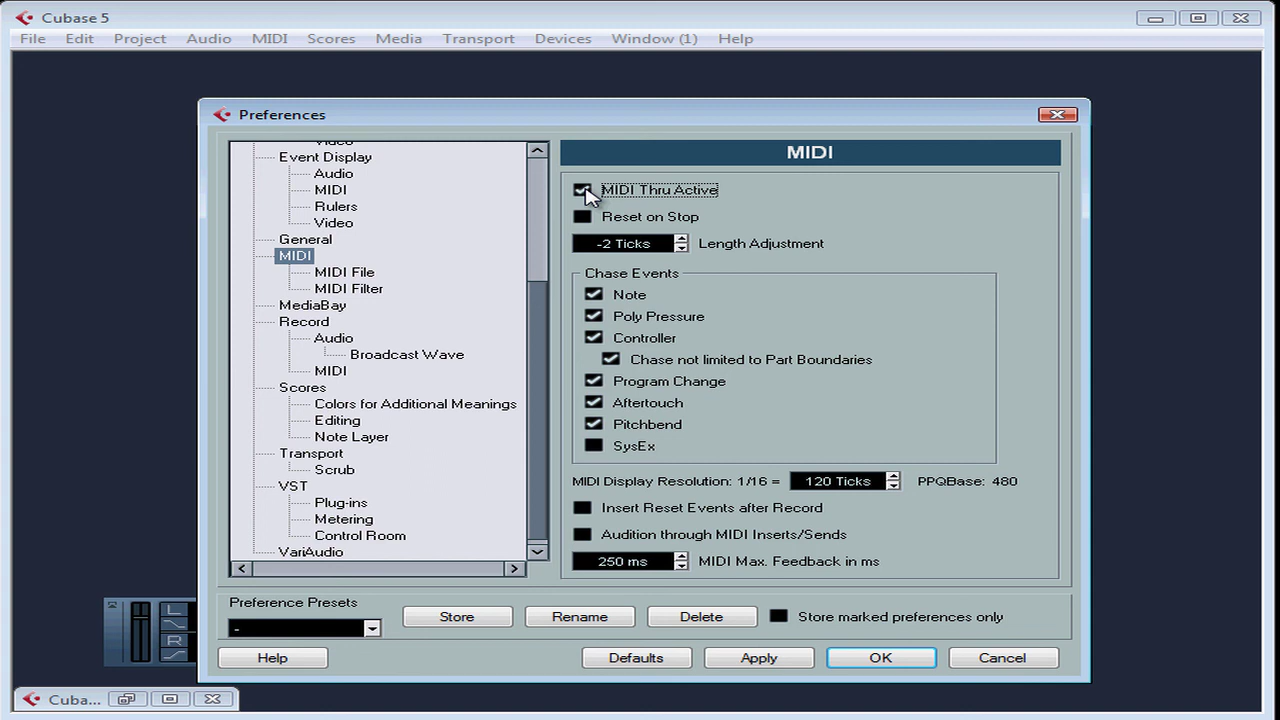 Cubase 5
File Edit Project Audio MIDI Scores Media Transport Devices Window (1) Help
Preferences
Video
Event Display
Audio
MIDI
Rulers
Video
General
MIDI
MIDI File
MIDI Filter
MediaBay
Record
Audio
Broadcast Wave
MIDI
Scores
Colors for Additional Meanings
Editing
Note Layer
Transport
Scrub
VST
Plug-ins
Metering
Control Room
VariAudio
MIDI
MIDI Thru Active
Reset on Stop
-2 Ticks Length Adjustment
Chase Events
Note
Poly Pressure
Controller
Chase not limited to Part Boundaries
Program Change
Aftertouch
Pitchbend
SysEx
MIDI Display Resolution: 1/16 = 120 Ticks PPQBase: 480
Insert Reset Events after Record
Audition through MIDI Inserts/Sends
250 ms MIDI Max. Feedback in ms
Preference Presets
-
Store Rename Delete Store marked preferences only
Help Defaults Apply OK Cancel
L
R
Cuba...